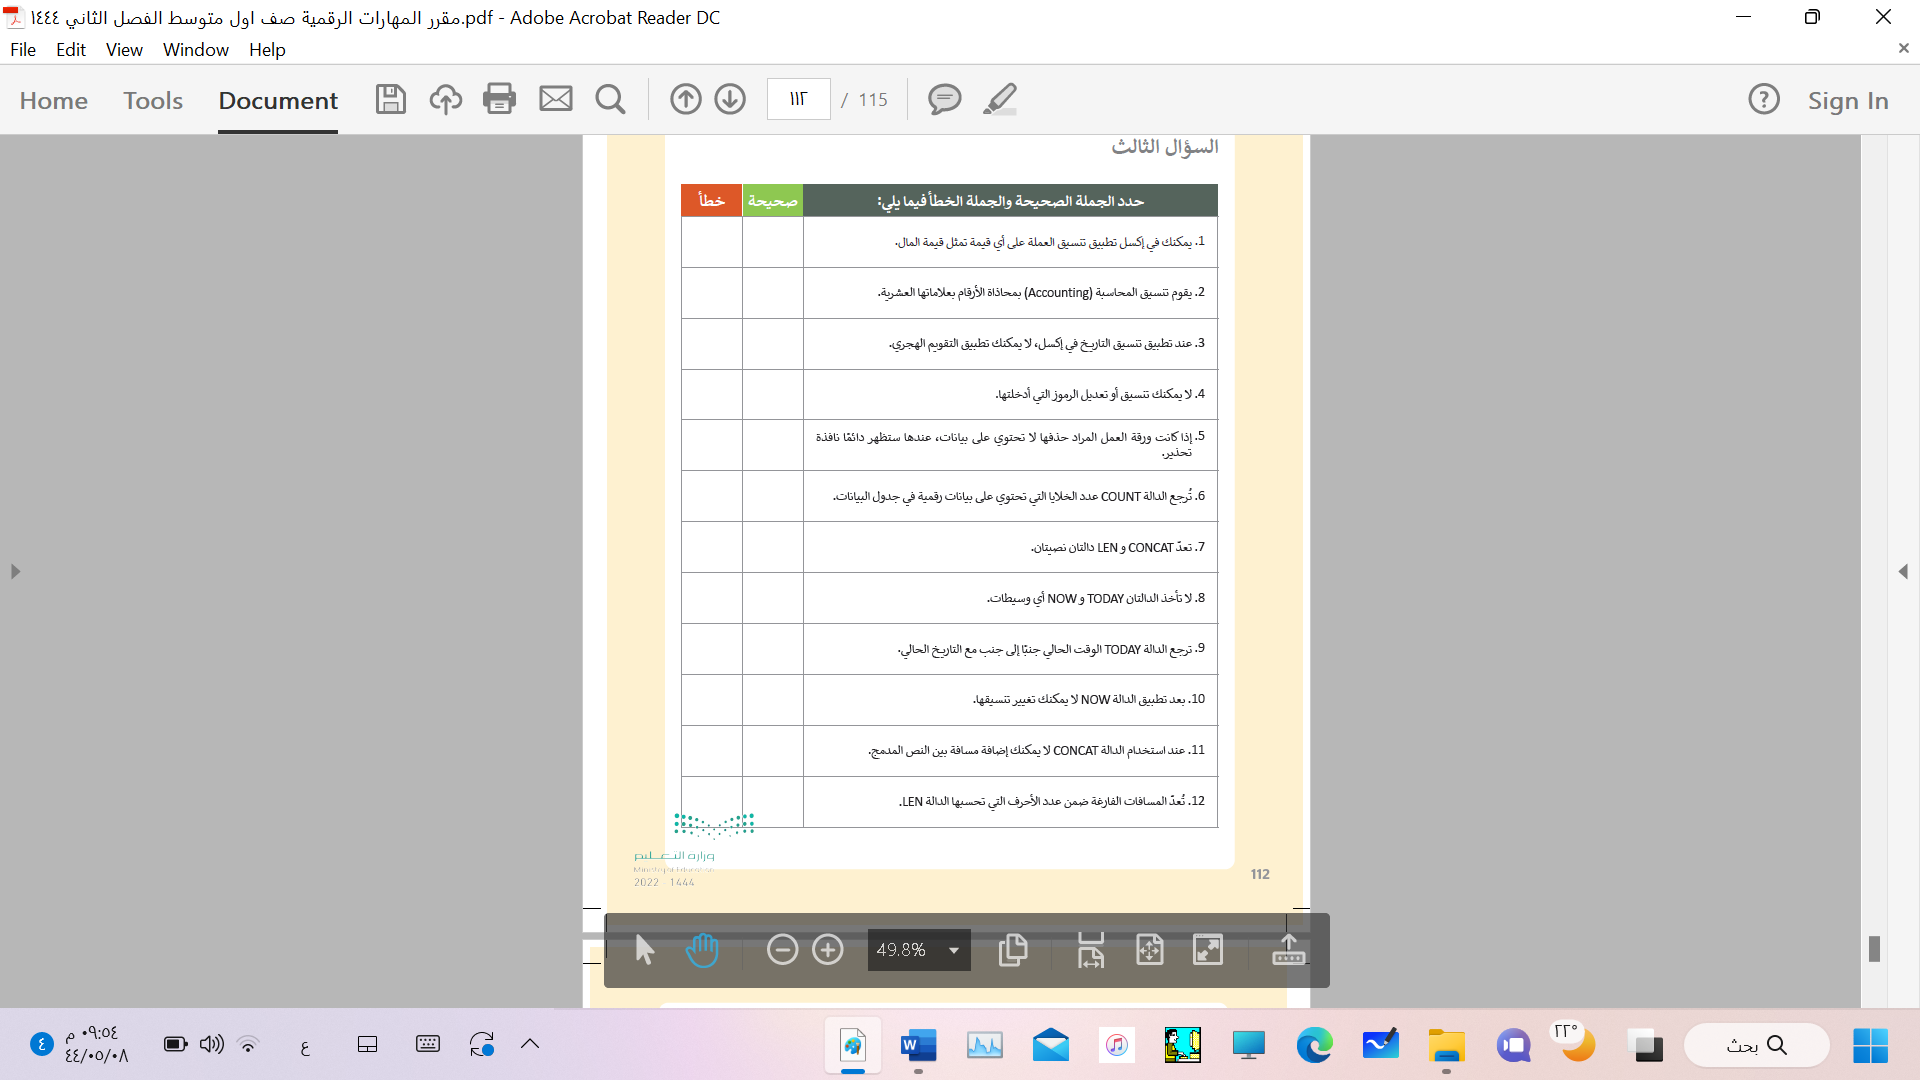 مقرر المهارات الرقمية صف اول متوسط الفصل الثاني ١٤٤٤.pdf - Adobe Acrobat Reader DC
File Edit View Window Help
Home Tools Document ١١٢ / 115 Sign In
السؤال الثالث
حدد الجملة الصحيحة والجملة الخطأ فيما يلي: صحيحة خطأ
1. يمكنك في إكسل تطبيق تنسيق العملة على أي قيمة تمثل قيمة المال.
2. يقوم تنسيق المحاسبة (Accounting) بمحاذاة الأرقام بعلاماتها العشرية.
3. عند تطبيق تنسيق التاريخ في إكسل، لا يمكنك تطبيق التقويم الهجري.
4. لا يمكنك تنسيق أو تعديل الرموز التي أدخلتها.
5. إذا كانت ورقة العمل المراد حذفها لا تحتوي على بيانات، عندها ستظهر دائمًا نافذة
تحذير.
6. تُرجع الدالة COUNT عدد الخلايا التي تحتوي على بيانات رقمية في جدول البيانات.
7. تعدّ CONCAT و LEN دالتان نصيتان.
8. لا تأخذ الدالتان TODAY و NOW أي وسيطات.
9. ترجع الدالة TODAY الوقت الحالي جنبًا إلى جنب مع التاريخ الحالي.
10. بعد تطبيق الدالة NOW لا يمكنك تغيير تنسيقها.
11. عند استخدام الدالة CONCAT لا يمكنك إضافة مسافة بين النص المدمج.
12. تُعدّ المسافات الفارغة ضمن عدد الأحرف التي تحسبها الدالة LEN.
وزارة التعليم
Ministry of Education
2022 - 1444
112
49.8%
٠٩:٥٤ م
٤٤/٠٥/٠٨
٤
ع
٢٢°
بحث